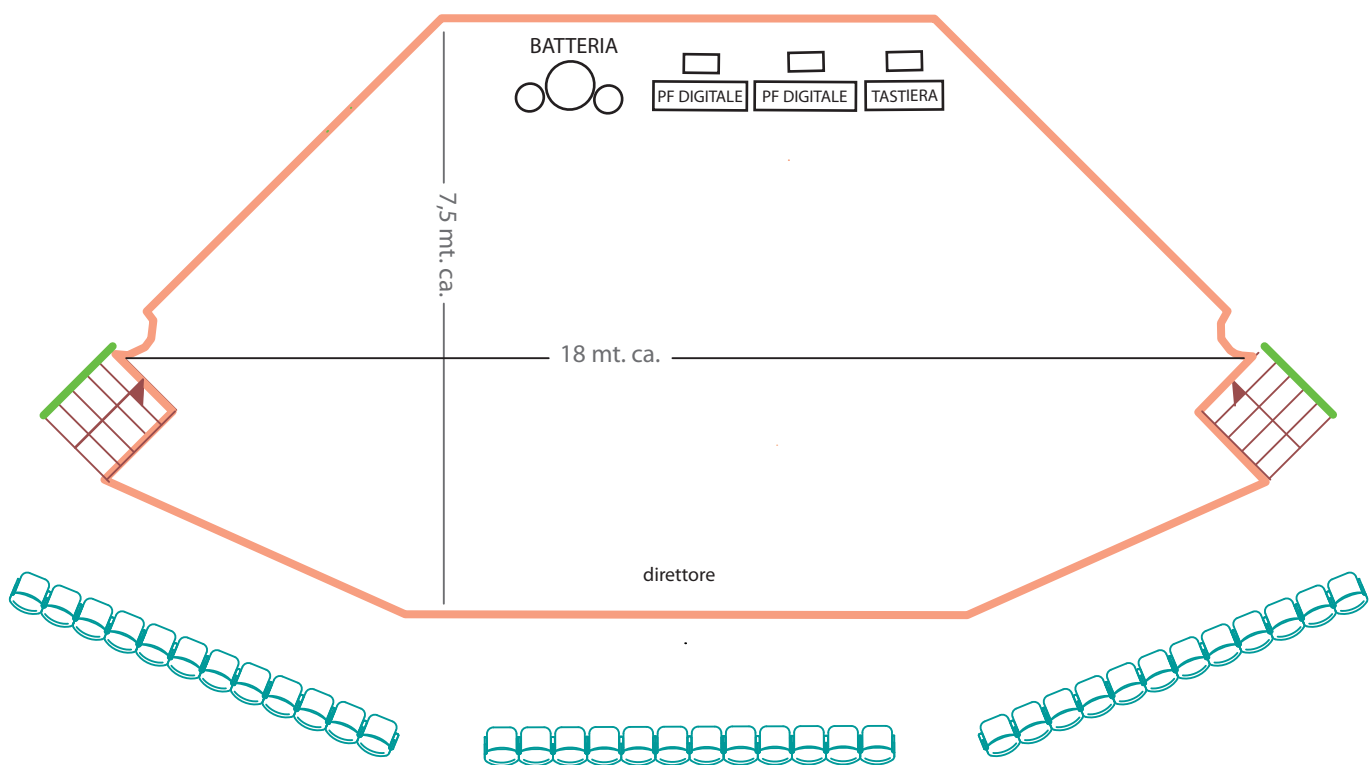 BATTERIA
PF DIGITALE
PF DIGITALE
TASTIERA
7,5 mt. ca.
18 mt. ca.
direttore